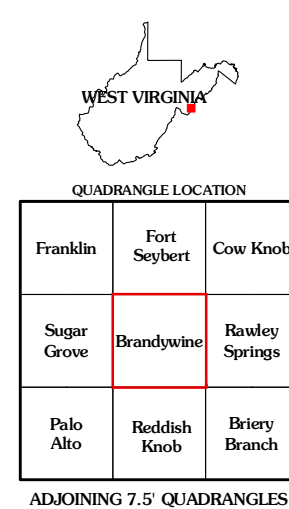 WEST VIRGINIA
QUADRANGLE LOCATION
Franklin
Fort
Seybert
Cow Knob
Sugar
Grove
Brandywine
Rawley
Springs
Palo
Alto
Reddish
Knob
Briery
Branch
ADJOINING 7.5' QUADRANGLES